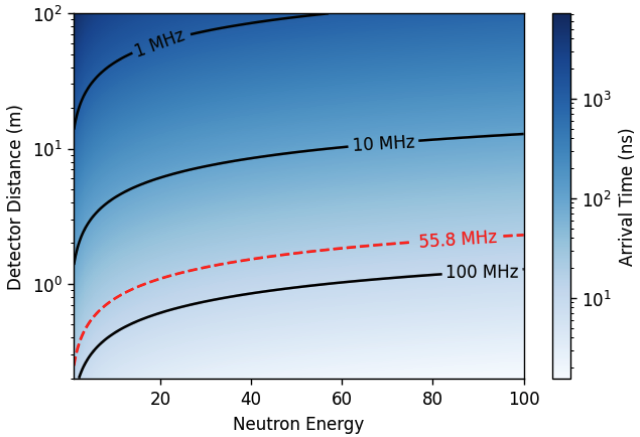 10²
10¹
10⁰
Detector Distance (m)
1 MHz
10 MHz
55.8 MHz
100 MHz
20
40
60
80
100
Neutron Energy
10³
10²
10¹
Arrival Time (ns)